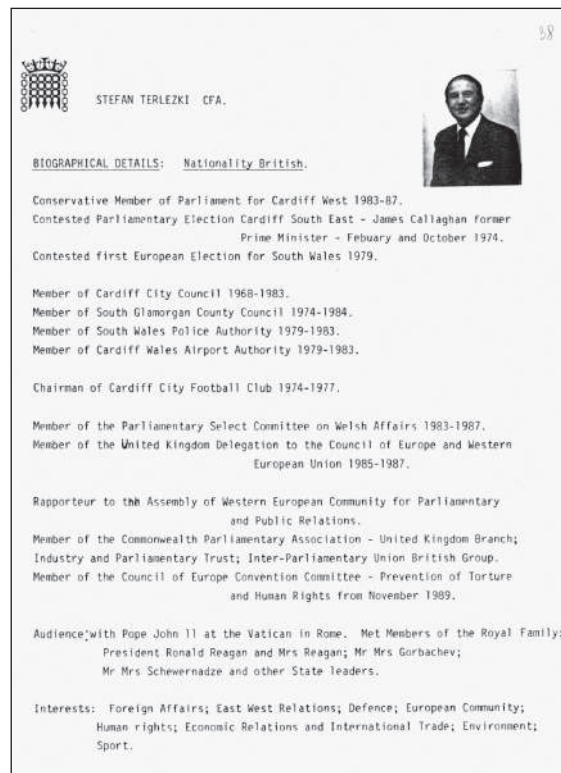 38
STEFAN TERLEZKI CFA.
BIOGRAPHICAL DETAILS: Nationality British.
Conservative Member of Parliament for Cardiff West 1983-87.
Contested Parliamentary Election Cardiff South East - James Callaghan former
Prime Minister - Febuary and October 1974.
Contested first European Election for South Wales 1979.
Member of Cardiff City Council 1968-1983.
Member of South Glamorgan County Council 1974-1984.
Member of South Wales Police Authority 1979-1983.
Member of Cardiff Wales Airport Authority 1979-1983.
Chairman of Cardiff City Football Club 1974-1977.
Member of the Parliamentary Select Committee on Welsh Affairs 1983-1987.
Member of the United Kingdom Delegation to the Council of Europe and Western
European Union 1985-1987.
Rapporteur to the Assembly of Western European Community for Parliamentary
and Public Relations.
Member of the Commonwealth Parliamentary Association - United Kingdom Branch;
Industry and Parliamentary Trust; Inter-Parliamentary Union British Group.
Member of the Council of Europe Convention Committee - Prevention of Torture
and Human Rights from November 1989.
Audience with Pope John 11 at the Vatican in Rome. Met Members of the Royal Family;
President Ronald Reagan and Mrs Reagan; Mr Mrs Gorbachev;
Mr Mrs Schewernadze and other State leaders.
Interests: Foreign Affairs; East West Relations; Defence; European Community;
Human rights; Economic Relations and International Trade; Environment;
Sport.